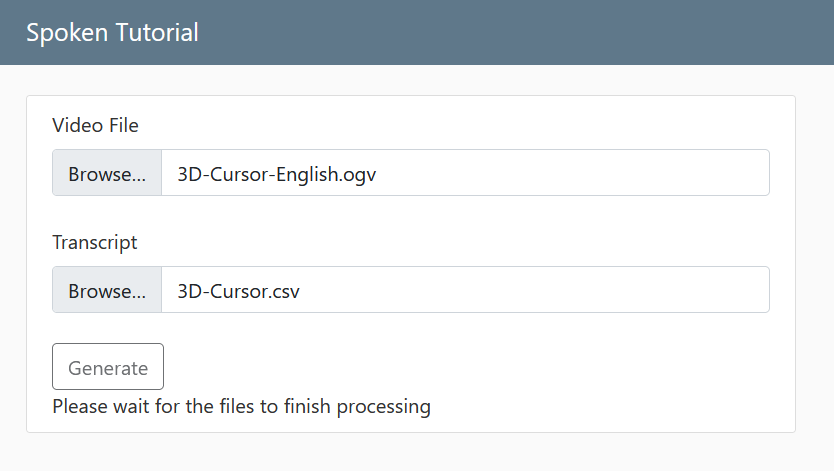 Spoken Tutorial
Video File
Browse... 3D-Cursor-English.ogv
Transcript
Browse... 3D-Cursor.csv
Generate
Please wait for the files to finish processing